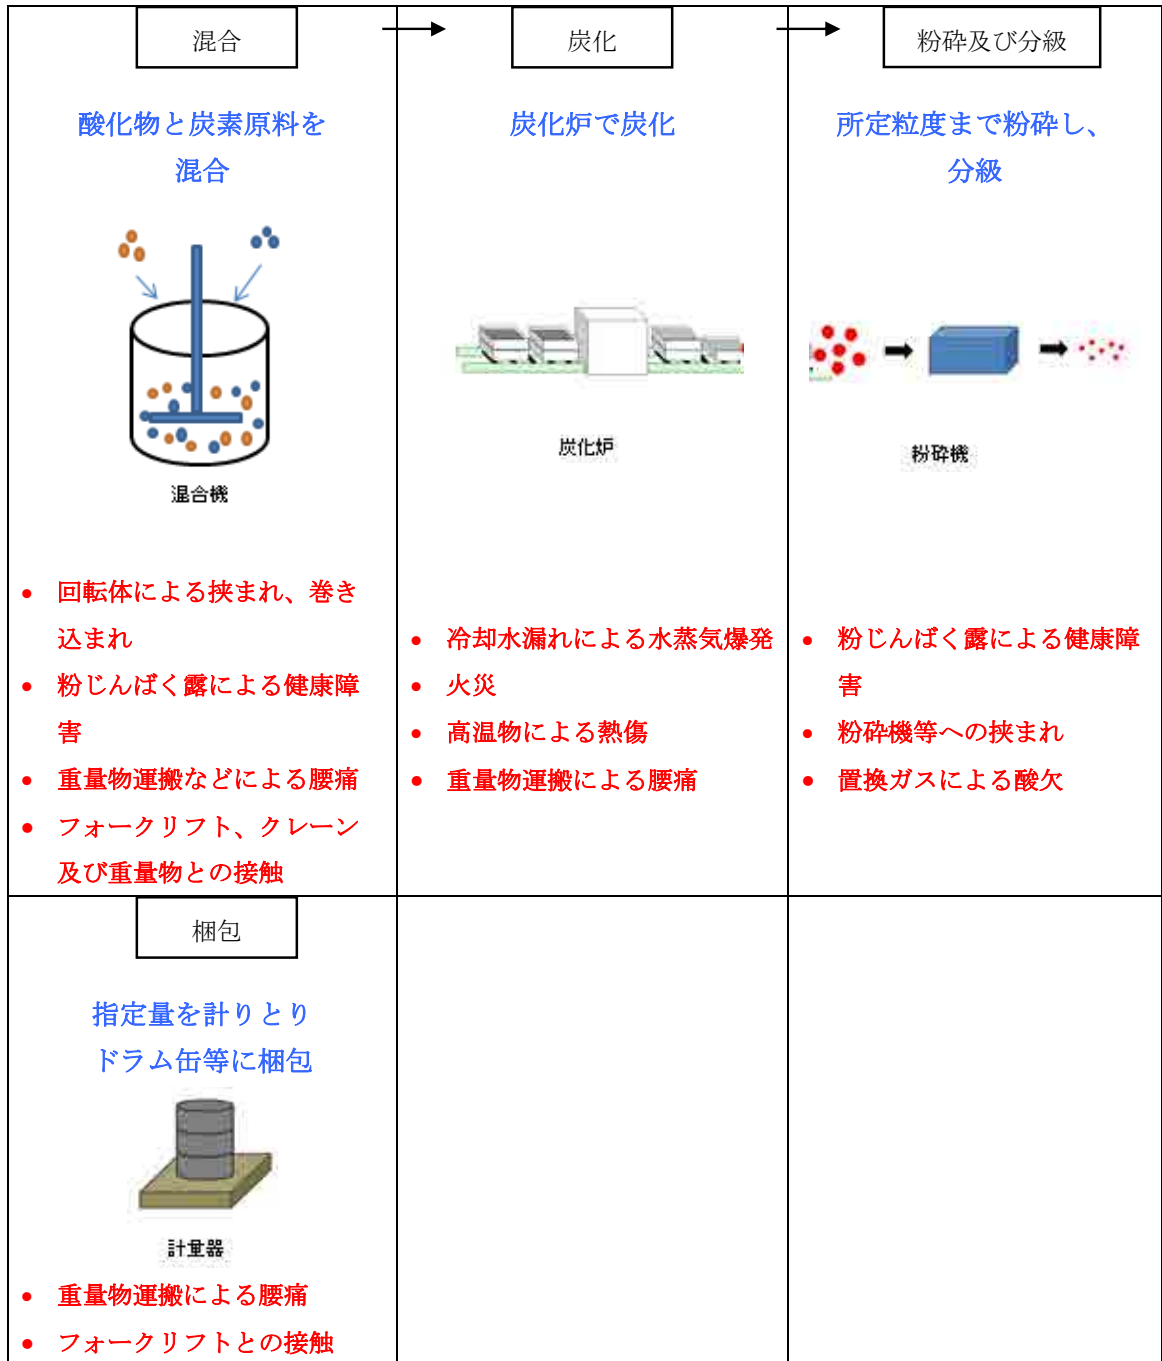 混合
酸化物と炭素原料を
混合
混合機
• 回転体による挟まれ、巻き
込まれ
• 粉じんばく露による健康障
害
• 重量物運搬などによる腰痛
• フォークリフト、クレーン
及び重量物との接触
炭化
炭化炉で炭化
炭化炉
• 冷却水漏れによる水蒸気爆発
• 火災
• 高温物による熱傷
• 重量物運搬による腰痛
粉砕及び分級
所定粒度まで粉砕し、
分級
粉砕機
• 粉じんばく露による健康障
害
• 粉砕機等への挟まれ
• 置換ガスによる酸欠
梱包
指定量を計りとり
ドラム缶等に梱包
計量器
• 重量物運搬による腰痛
• フォークリフトとの接触